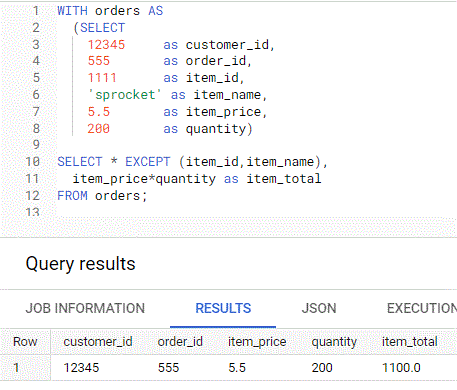 1 WITH orders AS
2 (SELECT
3 12345 as customer_id,
4 555 as order_id,
5 1111 as item_id,
6 'sprocket' as item_name,
7 5.5 as item_price,
8 200 as quantity)
9
10 SELECT * EXCEPT (item_id,item_name),
11 item_price*quantity as item_total
12 FROM orders;
13
Query results
JOB INFORMATION RESULTS JSON EXECUTION
Row customer_id order_id item_price quantity item_total
1 12345 555 5.5 200 1100.0